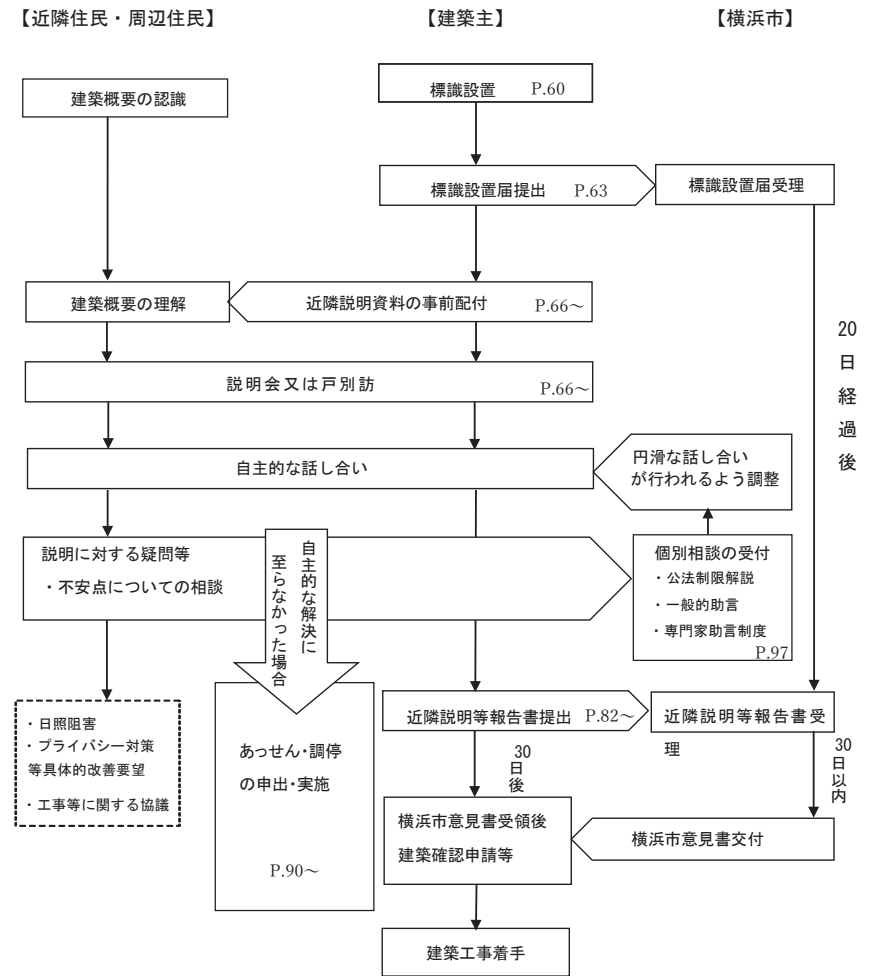 【近隣住民・周辺住民】
【建築主】
【横浜市】
建築概要の認識
標識設置 P.60
標識設置届提出 P.63
標識設置届受理
建築概要の理解
近隣説明資料の事前配付 P.66～
20日経過後
説明会又は戸別訪 P.66～
自主的な話し合い
円滑な話し合い
が行われるよう調整
説明に対する疑問等
・不安点についての相談
自主的な解決に
至らなかった場合
個別相談の受付
・公法制限解説
・一般的助言
・専門家助言制度
P.97
・日照阻害
・プライバシー対策
等具体的改善要望
・工事等に関する協議
あっせん・調停
の申出・実施
P.90～
近隣説明等報告書提出 P.82～
近隣説明等報告書受
理
30日後
30日以内
横浜市意見書受領後
建築確認申請等
横浜市意見書交付
建築工事着手